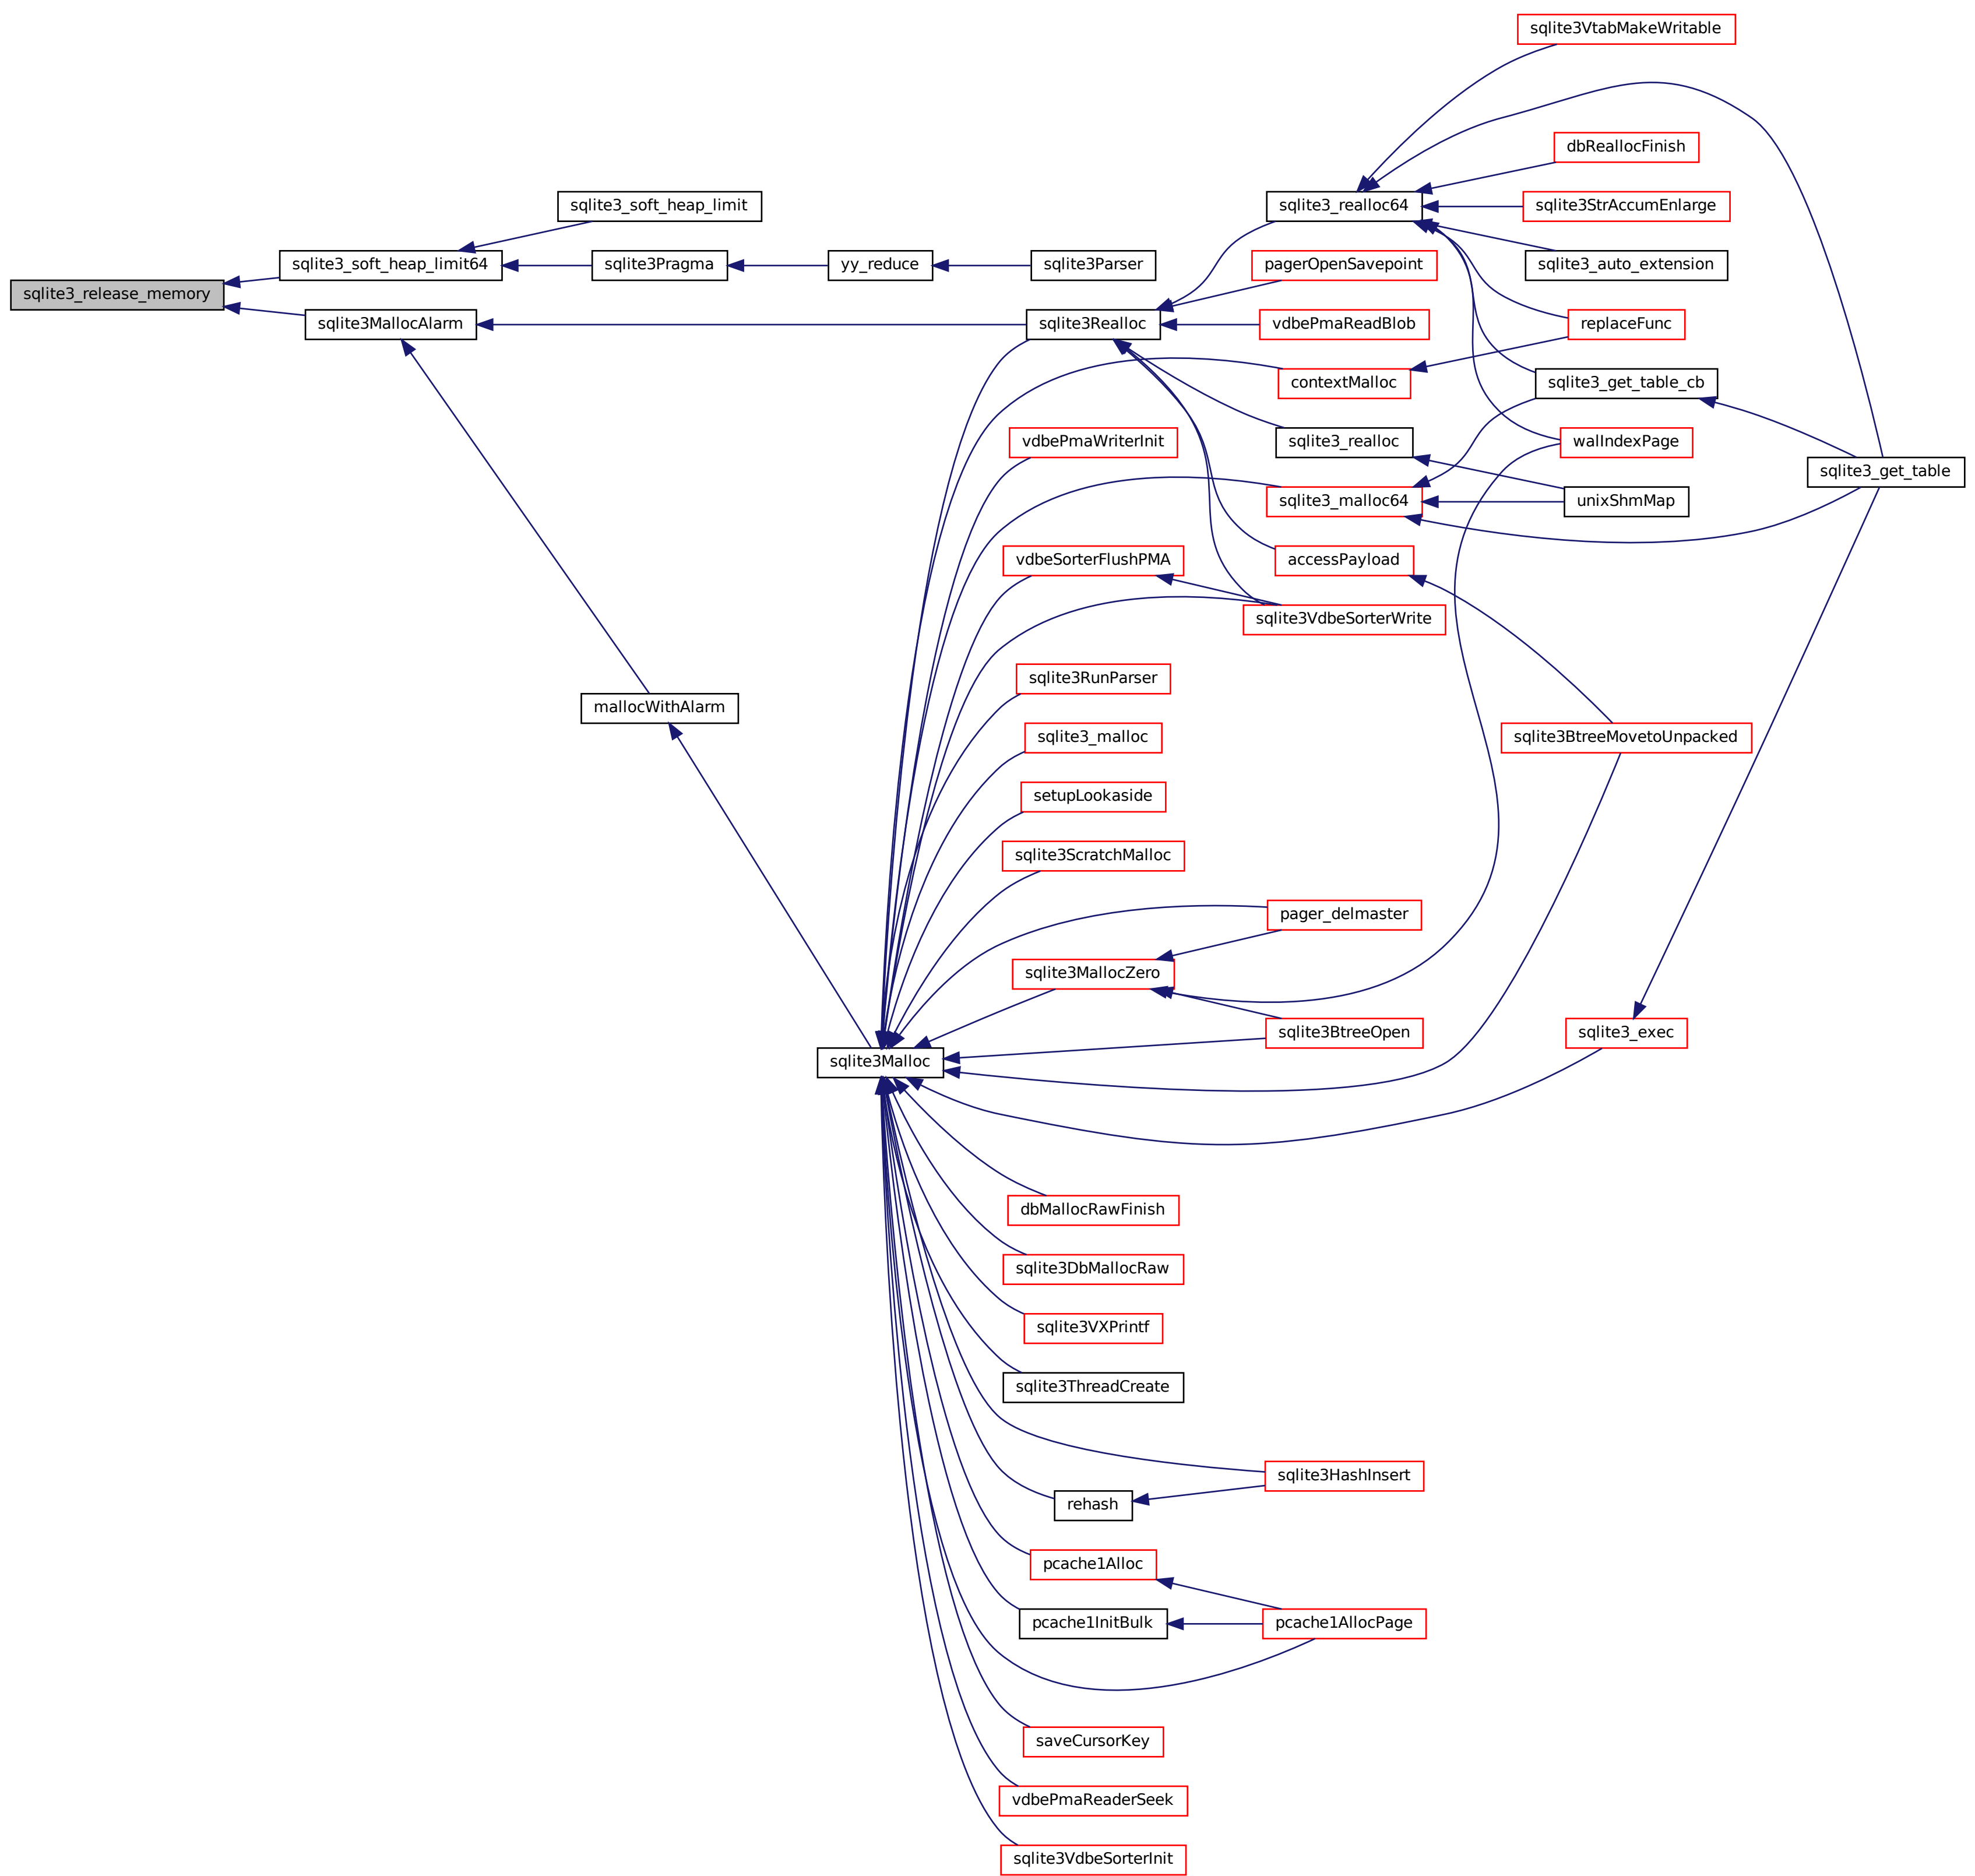 sqlite3VtabMakeWritable
dbReallocFinish
sqlite3_soft_heap_limit
sqlite3_realloc64
sqlite3StrAccumEnlarge
sqlite3_soft_heap_limit64
sqlite3Pragma
yy_reduce
sqlite3Parser
pagerOpenSavepoint
sqlite3_auto_extension
sqlite3_release_memory
sqlite3MallocAlarm
sqlite3Realloc
vdbePmaReadBlob
replaceFunc
contextMalloc
sqlite3_get_table_cb
vdbePmaWriterInit
sqlite3_realloc
walIndexPage
sqlite3_get_table
sqlite3_malloc64
unixShmMap
vdbeSorterFlushPMA
accessPayload
sqlite3VdbeSorterWrite
sqlite3RunParser
mallocWithAlarm
sqlite3_malloc
sqlite3BtreeMovetoUnpacked
setupLookaside
sqlite3ScratchMalloc
pager_delmaster
sqlite3MallocZero
sqlite3BtreeOpen
sqlite3_exec
sqlite3Malloc
dbMallocRawFinish
sqlite3DbMallocRaw
sqlite3VXPrintf
sqlite3ThreadCreate
sqlite3HashInsert
rehash
pcache1Alloc
pcache1InitBulk
pcache1AllocPage
saveCursorKey
vdbePmaReaderSeek
sqlite3VdbeSorterInit